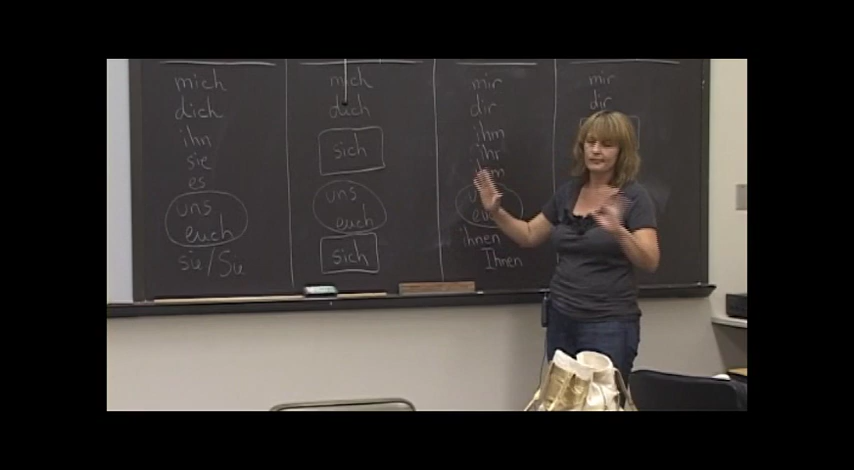 mich
dich
ihn
sie
es
uns
euch
sie/Sie
mich
dich
sich
uns
euch
sich
mir
dir
ihm
ihr
ihnen
Ihnen
mir
dir